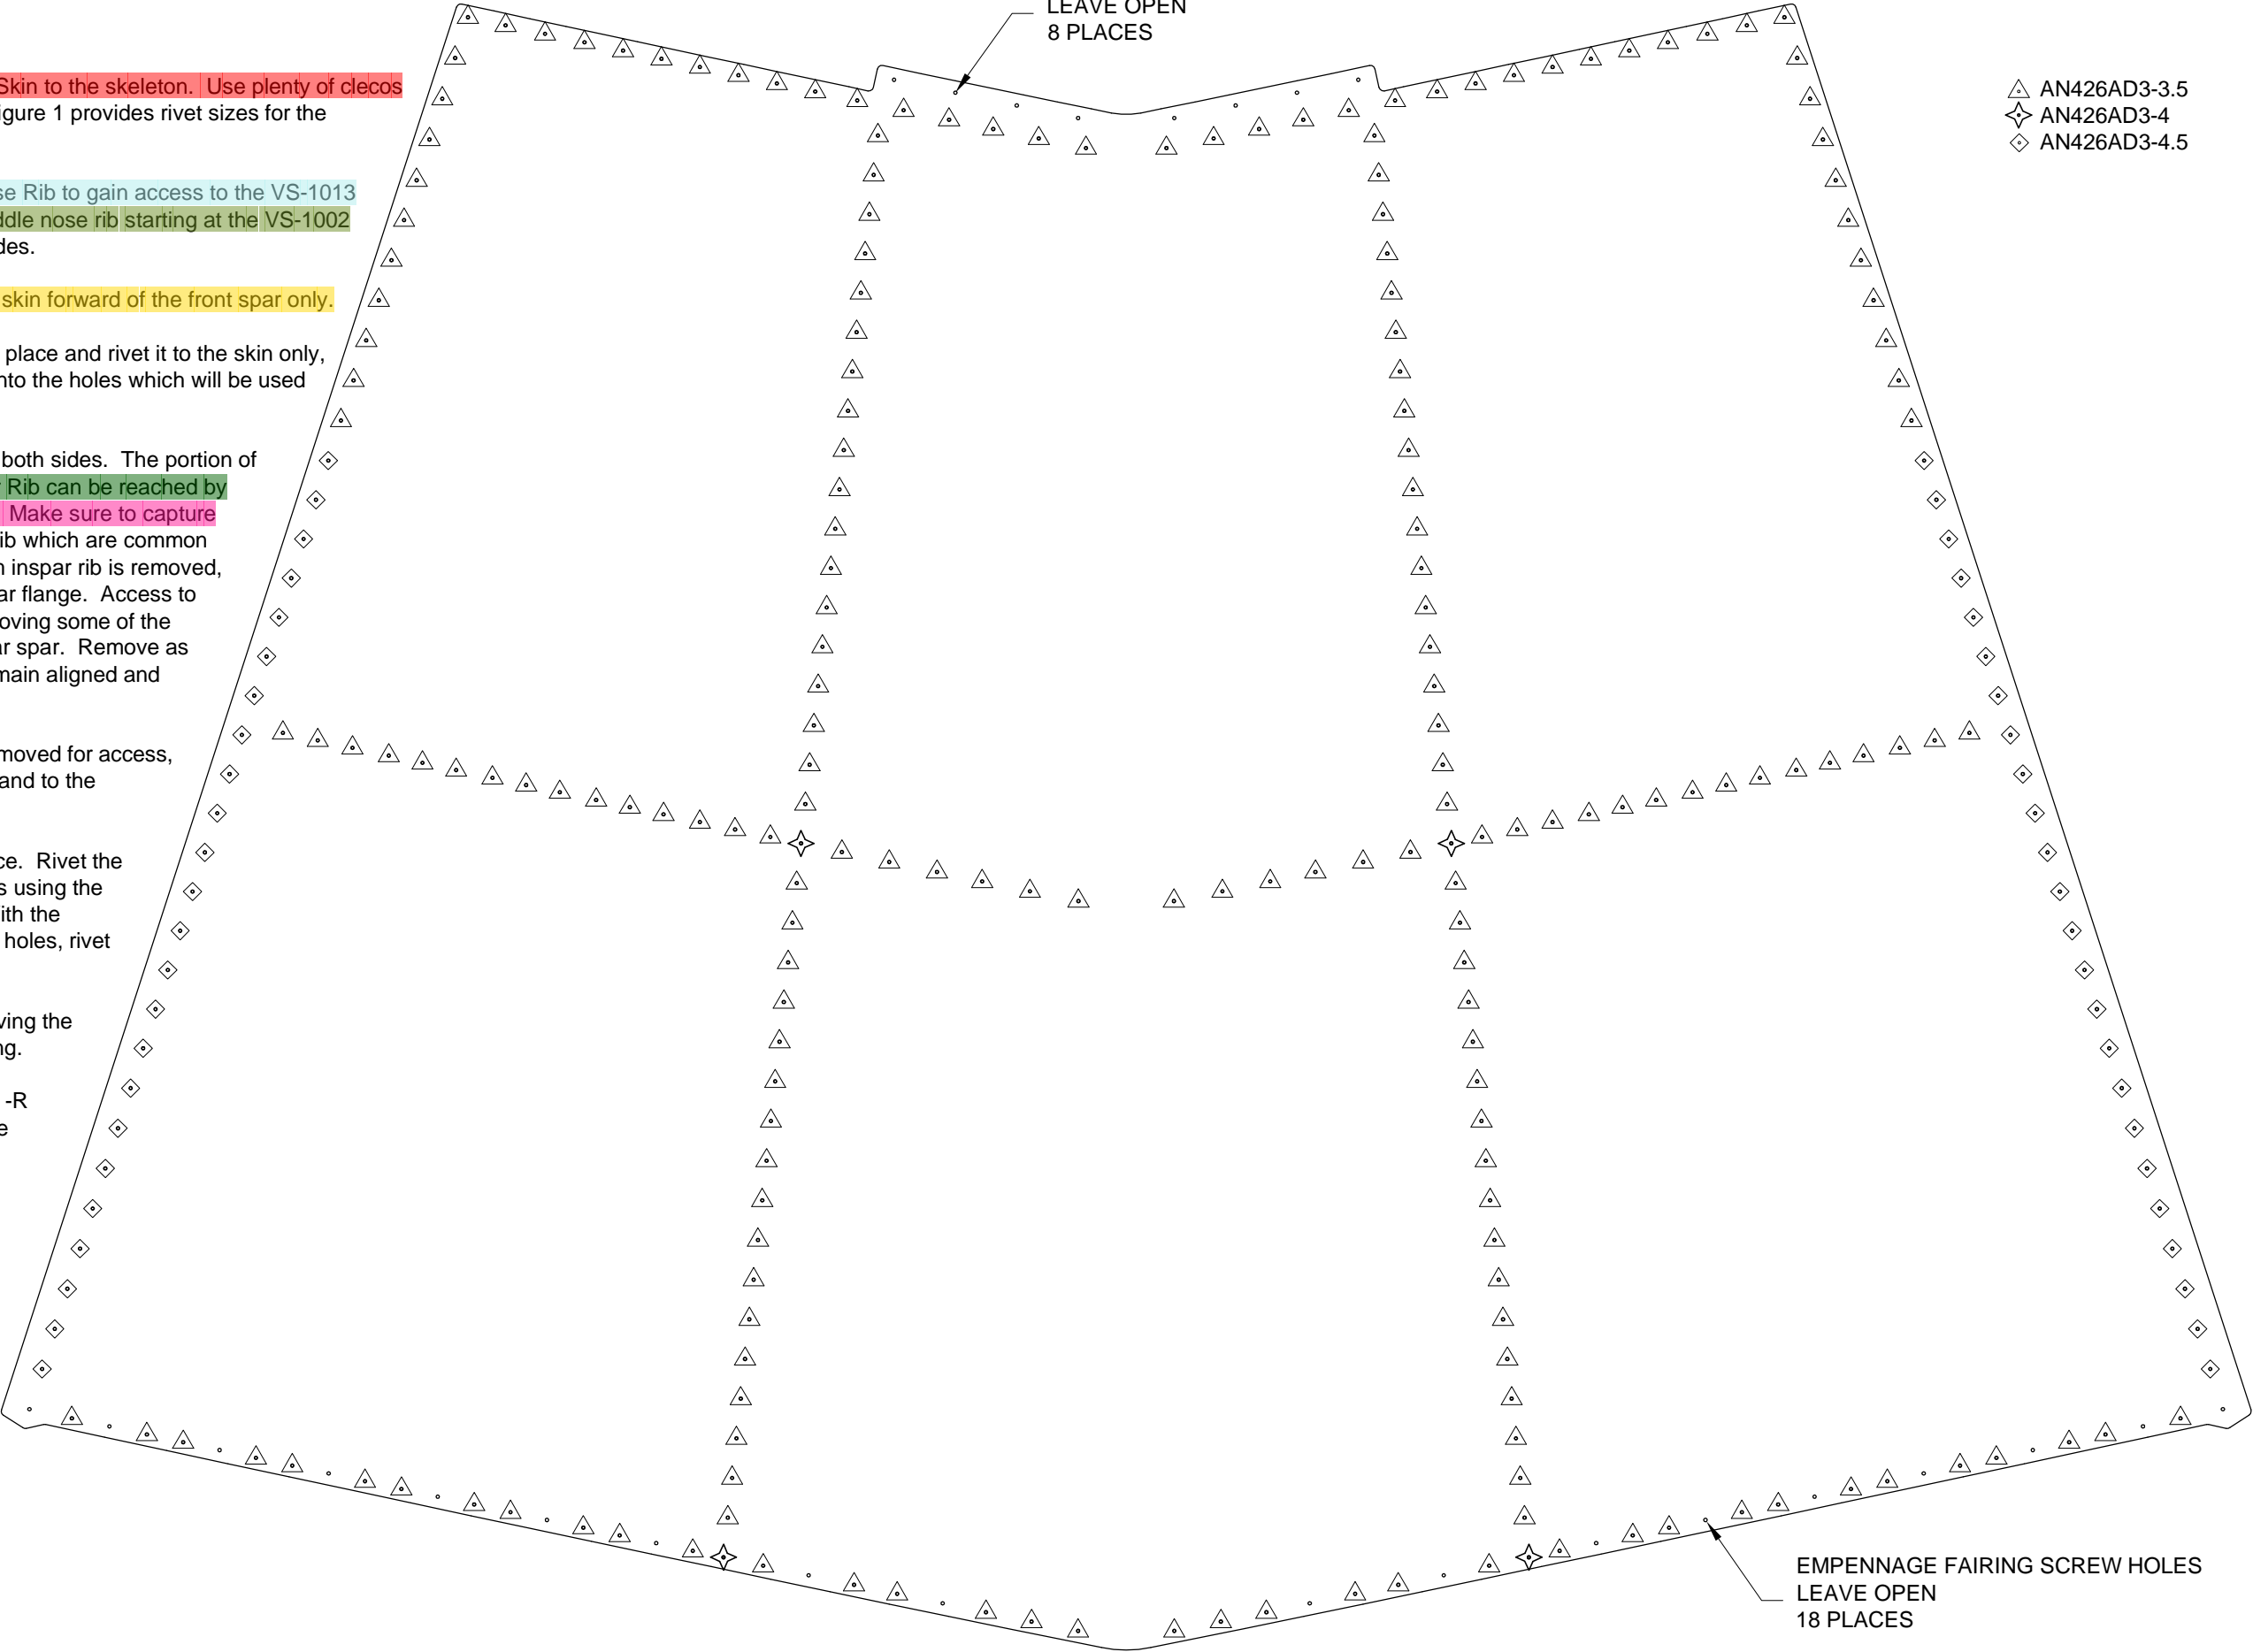 LEAVE OPEN
8 PLACES
Skin to the skeleton. Use plenty of clecos
igure 1 provides rivet sizes for the
se Rib to gain access to the VS-1013
ddle nose rib starting at the VS-1002
des.
skin forward of the front spar only.
place and rivet it to the skin only,
nto the holes which will be used
both sides. The portion of
r Rib can be reached by
Make sure to capture
ib which are common
n inspar rib is removed,
ar flange. Access to
oving some of the
ar spar. Remove as
main aligned and
moved for access,
and to the
ce. Rivet the
s using the
ith the
holes, rivet
ving the
ng.
-R
e
AN426AD3-3.5
AN426AD3-4
AN426AD3-4.5
EMPENNAGE FAIRING SCREW HOLES
LEAVE OPEN
18 PLACES